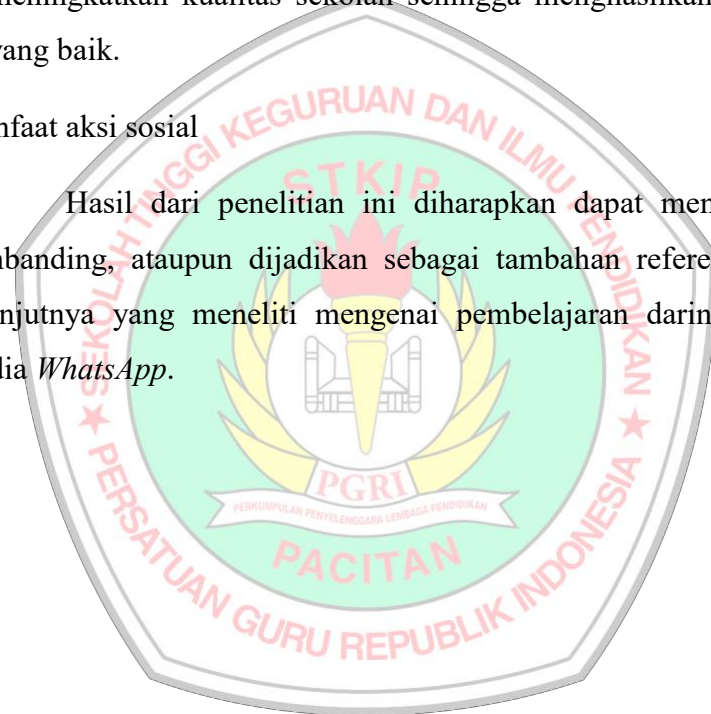 meningkatkan kualitas sekolah sehingga menghasilkan
yang baik.
nfaat aksi sosial
Hasil dari penelitian ini diharapkan dapat men
nbanding, ataupun dijadikan sebagai tambahan refere
njutnya yang meneliti mengenai pembelajaran darin
dia WhatsApp.
SEKOLAH TINGGI KEGURUAN DAN ILMU PENDIDIKAN
STKIP
PGRI
PERKUMPULAN PENYELENGGARA LEMBAGA PENDIDIKAN
PACITAN
PERSATUAN GURU REPUBLIK INDONESIA